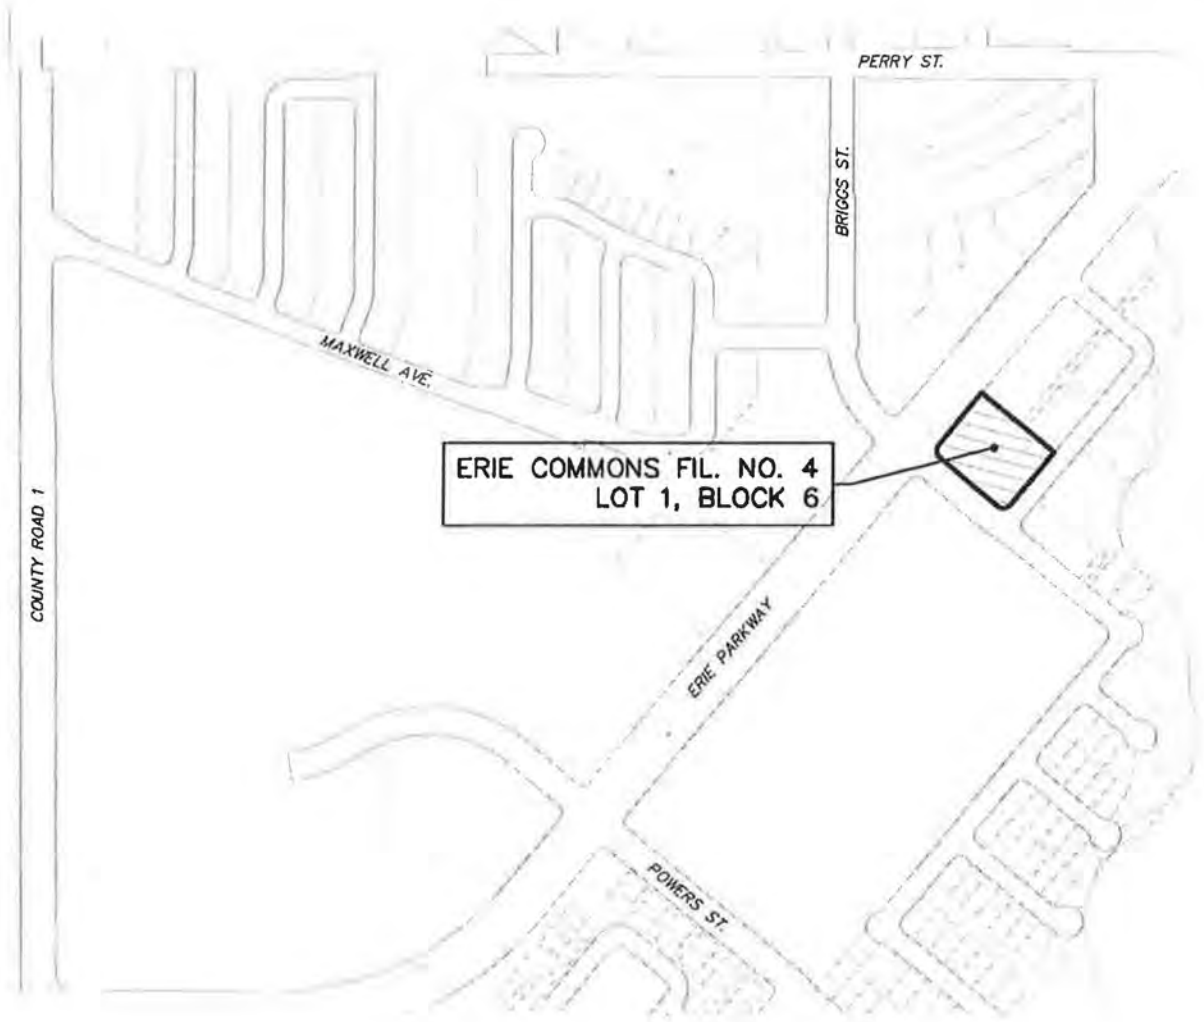 PERRY ST.
BRIGGS ST.
MAXWELL AVE.
ERIE COMMONS FIL. NO. 4
LOT 1, BLOCK 6
COUNTY ROAD 1
ERIE PARKWAY
POWERS ST.